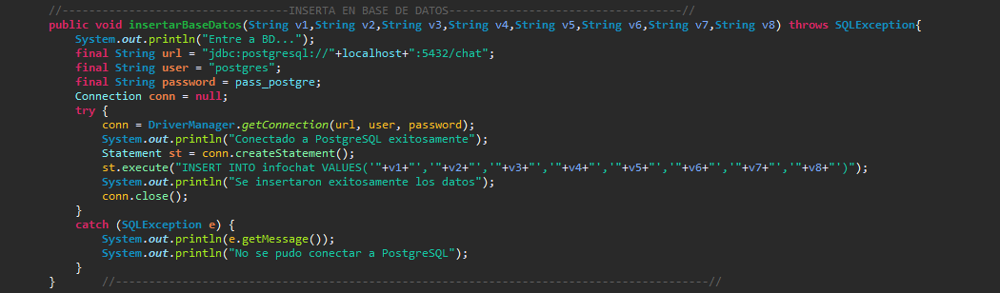 //----------------------------------INSERTA EN BASE DE DATOS-----------------------------------//
public void insertarBaseDatos(String v1,String v2,String v3,String v4,String v5,String v6,String v7,String v8) throws SQLException{
System.out.println("Entre a BD...");
final String url = "jdbc:postgresql://"+localhost+":5432/chat";
final String user = "postgres";
final String password = pass_postgre;
Connection conn = null;
try {
conn = DriverManager.getConnection(url, user, password);
System.out.println("Conectado a PostgreSQL exitosamente");
Statement st = conn.createStatement();
st.execute("INSERT INTO infochat VALUES('"+v1+"','"+v2+"','"+v3+"','"+v4+"','"+v5+"','"+v6+"','"+v7+"','"+v8+"')");
System.out.println("Se insertaron exitosamente los datos");
conn.close();
}
catch (SQLException e) {
System.out.println(e.getMessage());
System.out.println("No se pudo conectar a PostgreSQL");
}
} //-----------------------------------------------------------------------------------------//